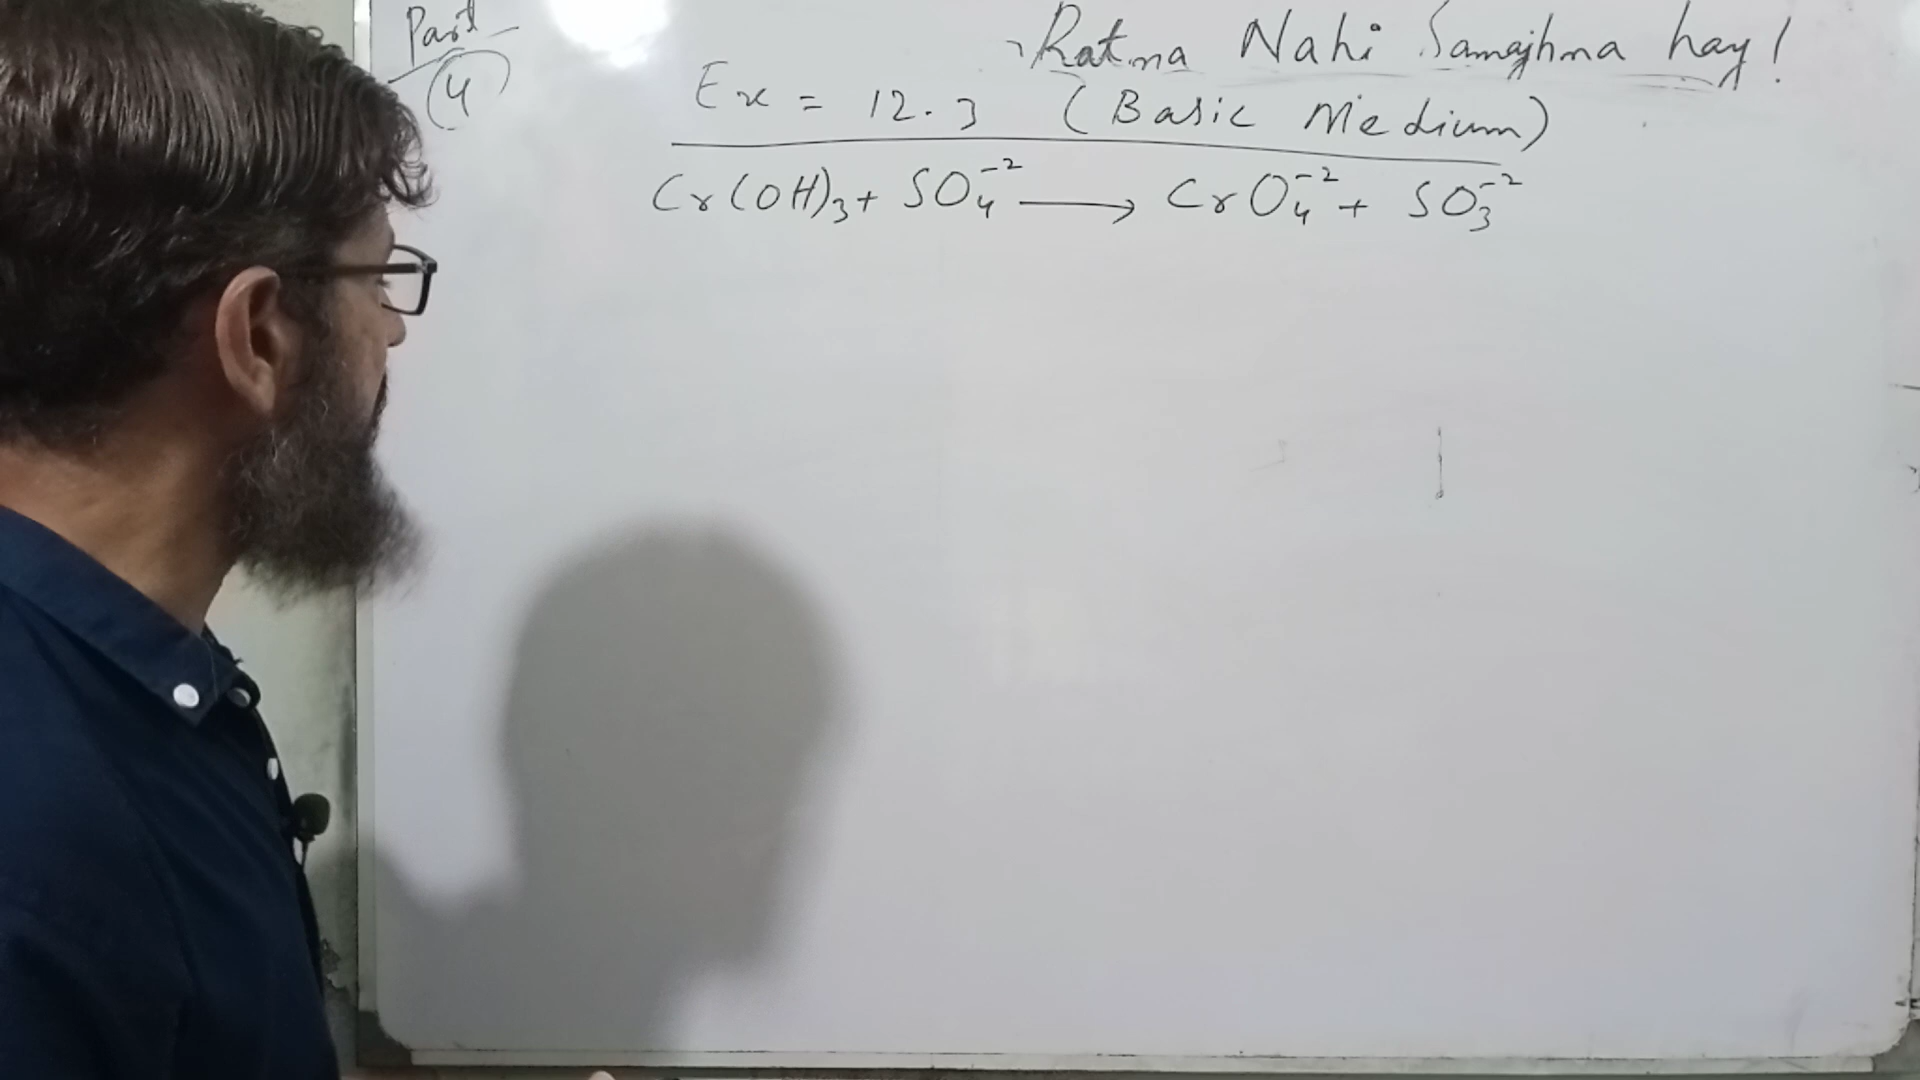 Part
(4)
Ratna Nahi Samajhna hay!
Ex = 12.3 (Basic Medium)
Cr(OH)₃ + SO₄⁻² ⟶ CrO₄⁻² + SO₃⁻²